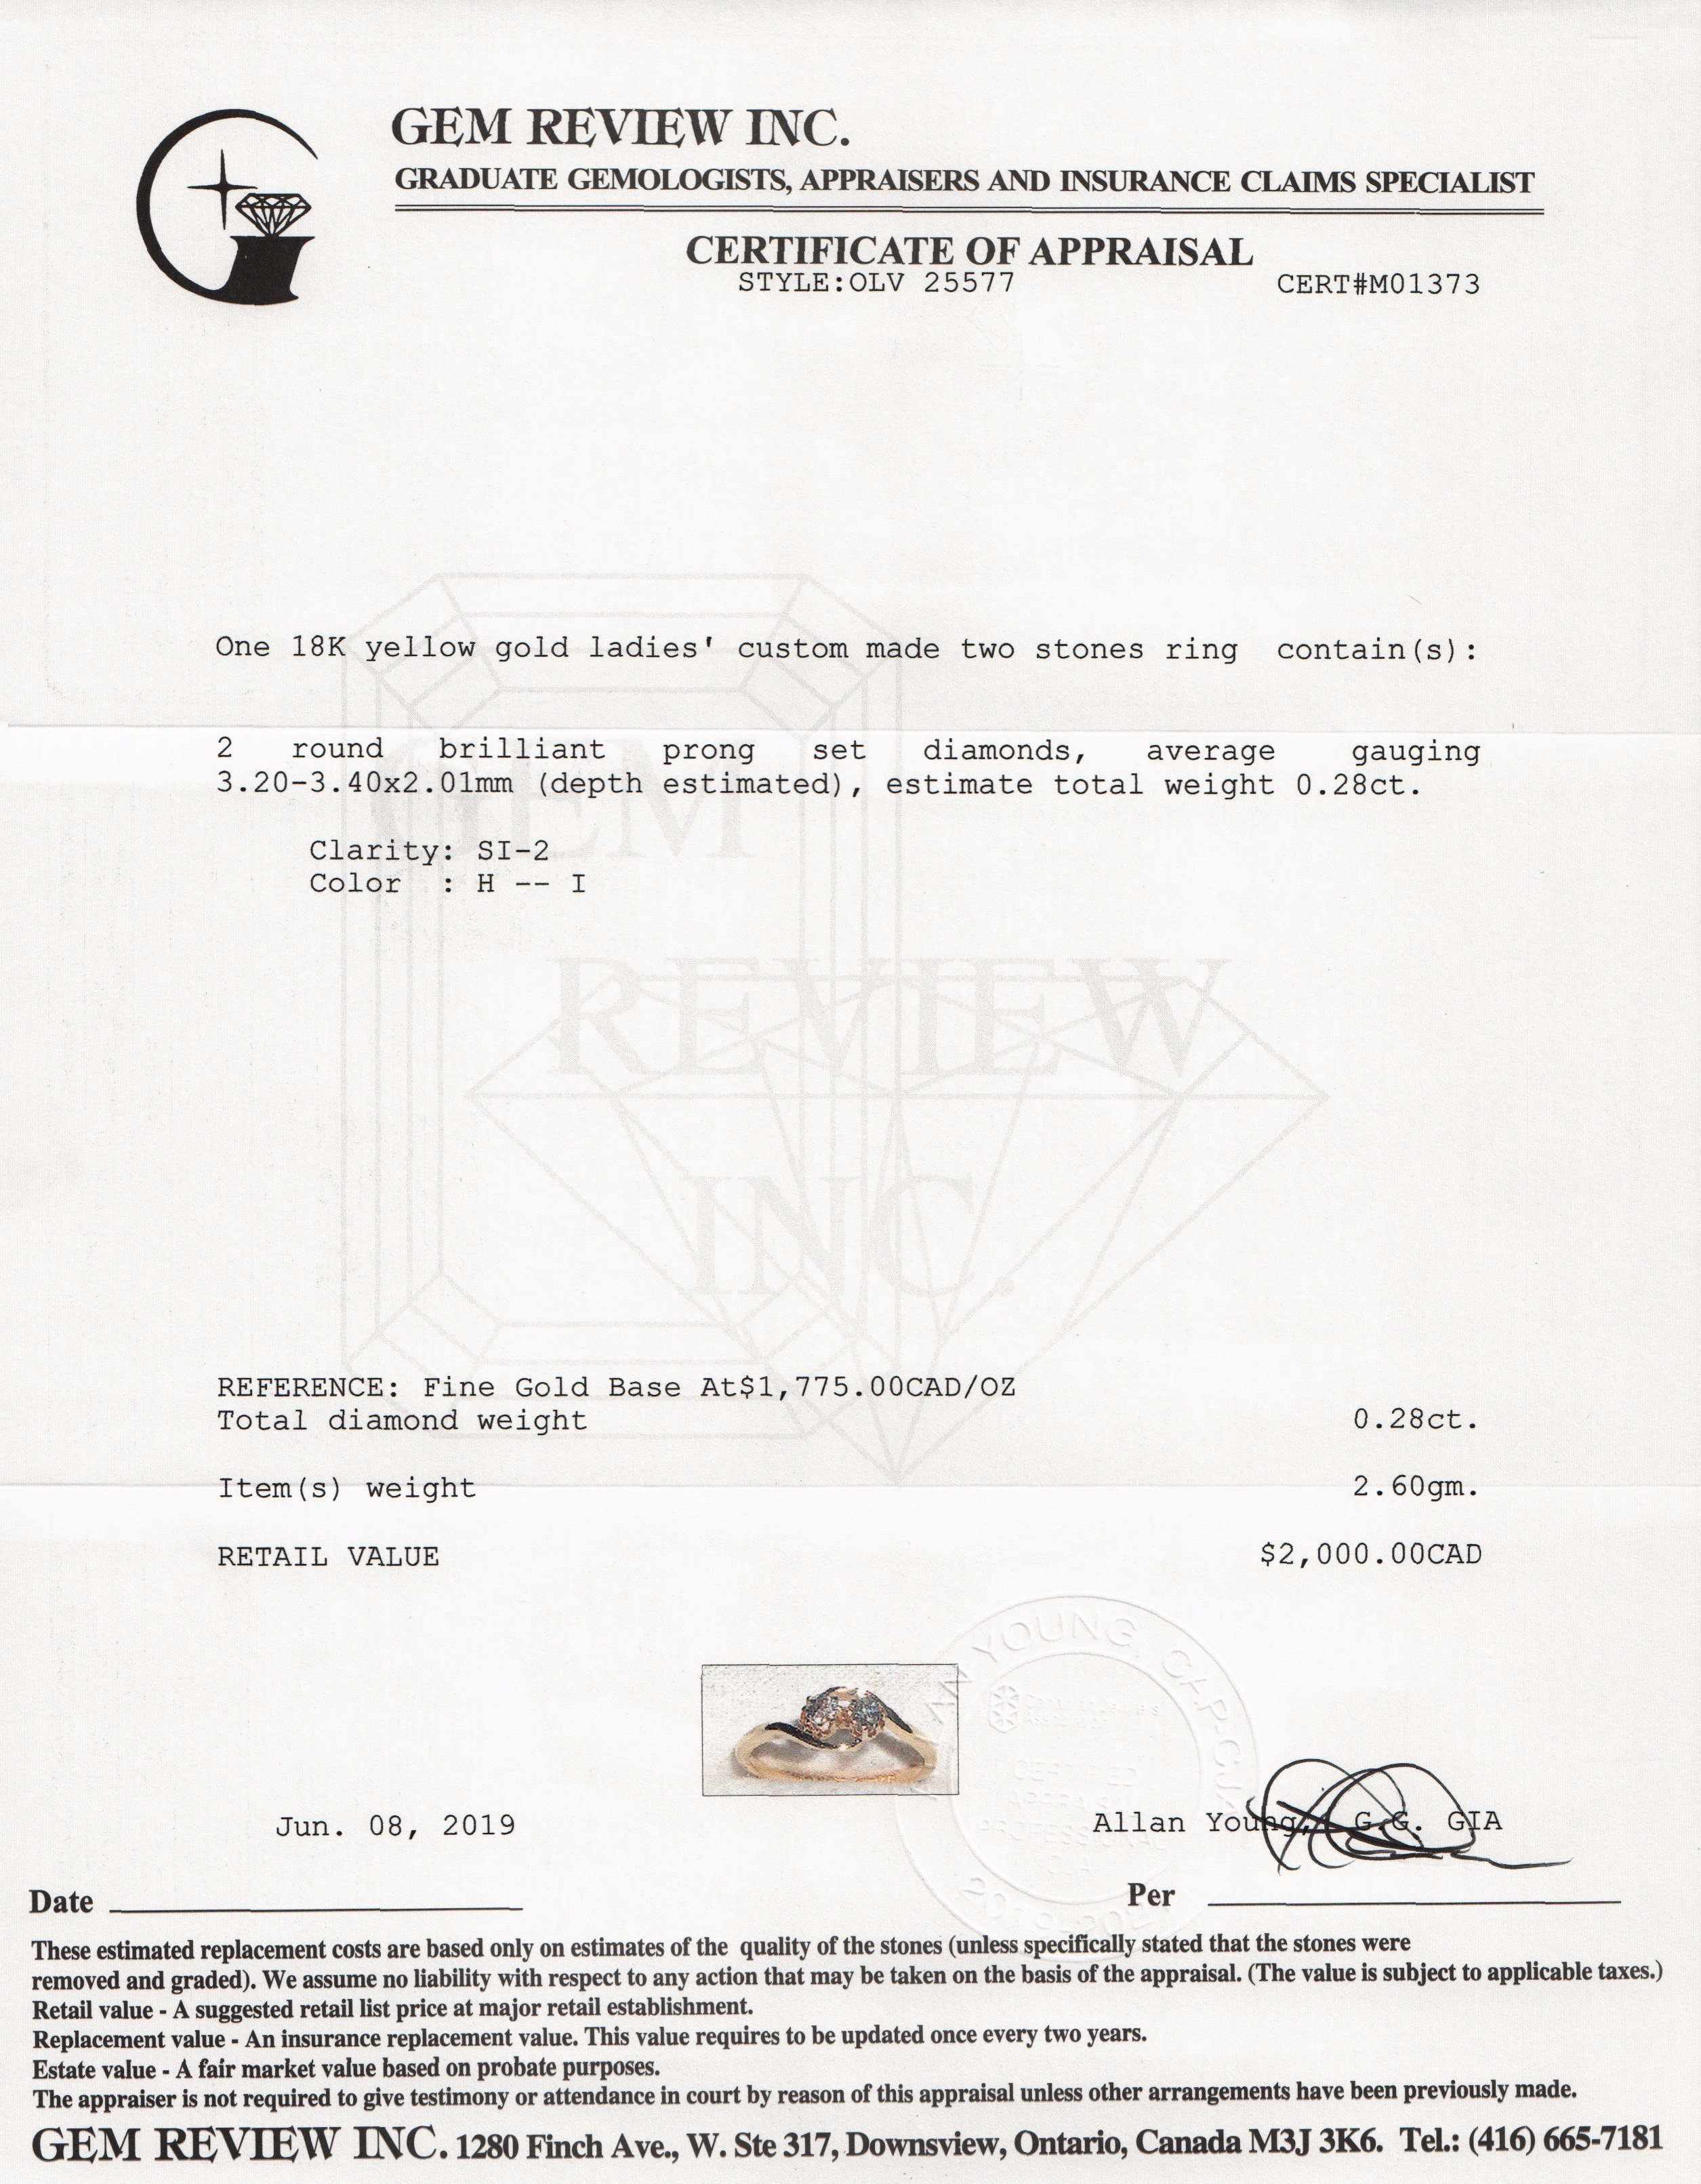 GEM REVIEW INC.
GRADUATE GEMOLOGISTS, APPRAISERS AND INSURANCE CLAIMS SPECIALIST
CERTIFICATE OF APPRAISAL
STYLE:OLV 25577 CERT#M01373
One 18K yellow gold ladies' custom made two stones ring contain(s):
2 round brilliant prong set diamonds, average gauging
3.20-3.40x2.01mm (depth estimated), estimate total weight 0.28ct.
Clarity: SI-2
Color : H -- I
GEM
REVIEW
INC.
REFERENCE: Fine Gold Base At$1,775.00CAD/OZ
Total diamond weight 0.28ct.
Item(s) weight 2.60gm.
RETAIL VALUE $2,000.00CAD
YOUNG, CAP-CJA
Jun. 08, 2019 Allan Young, G.G. GIA
Date Per
These estimated replacement costs are based only on estimates of the quality of the stones (unless specifically stated that the stones were
removed and graded). We assume no liability with respect to any action that may be taken on the basis of the appraisal. (The value is subject to applicable taxes.)
Retail value - A suggested retail list price at major retail establishment.
Replacement value - An insurance replacement value. This value requires to be updated once every two years.
Estate value - A fair market value based on probate purposes.
The appraiser is not required to give testimony or attendance in court by reason of this appraisal unless other arrangements have been previously made.
GEM REVIEW INC. 1280 Finch Ave., W. Ste 317, Downsview, Ontario, Canada M3J 3K6. Tel.: (416) 665-7181